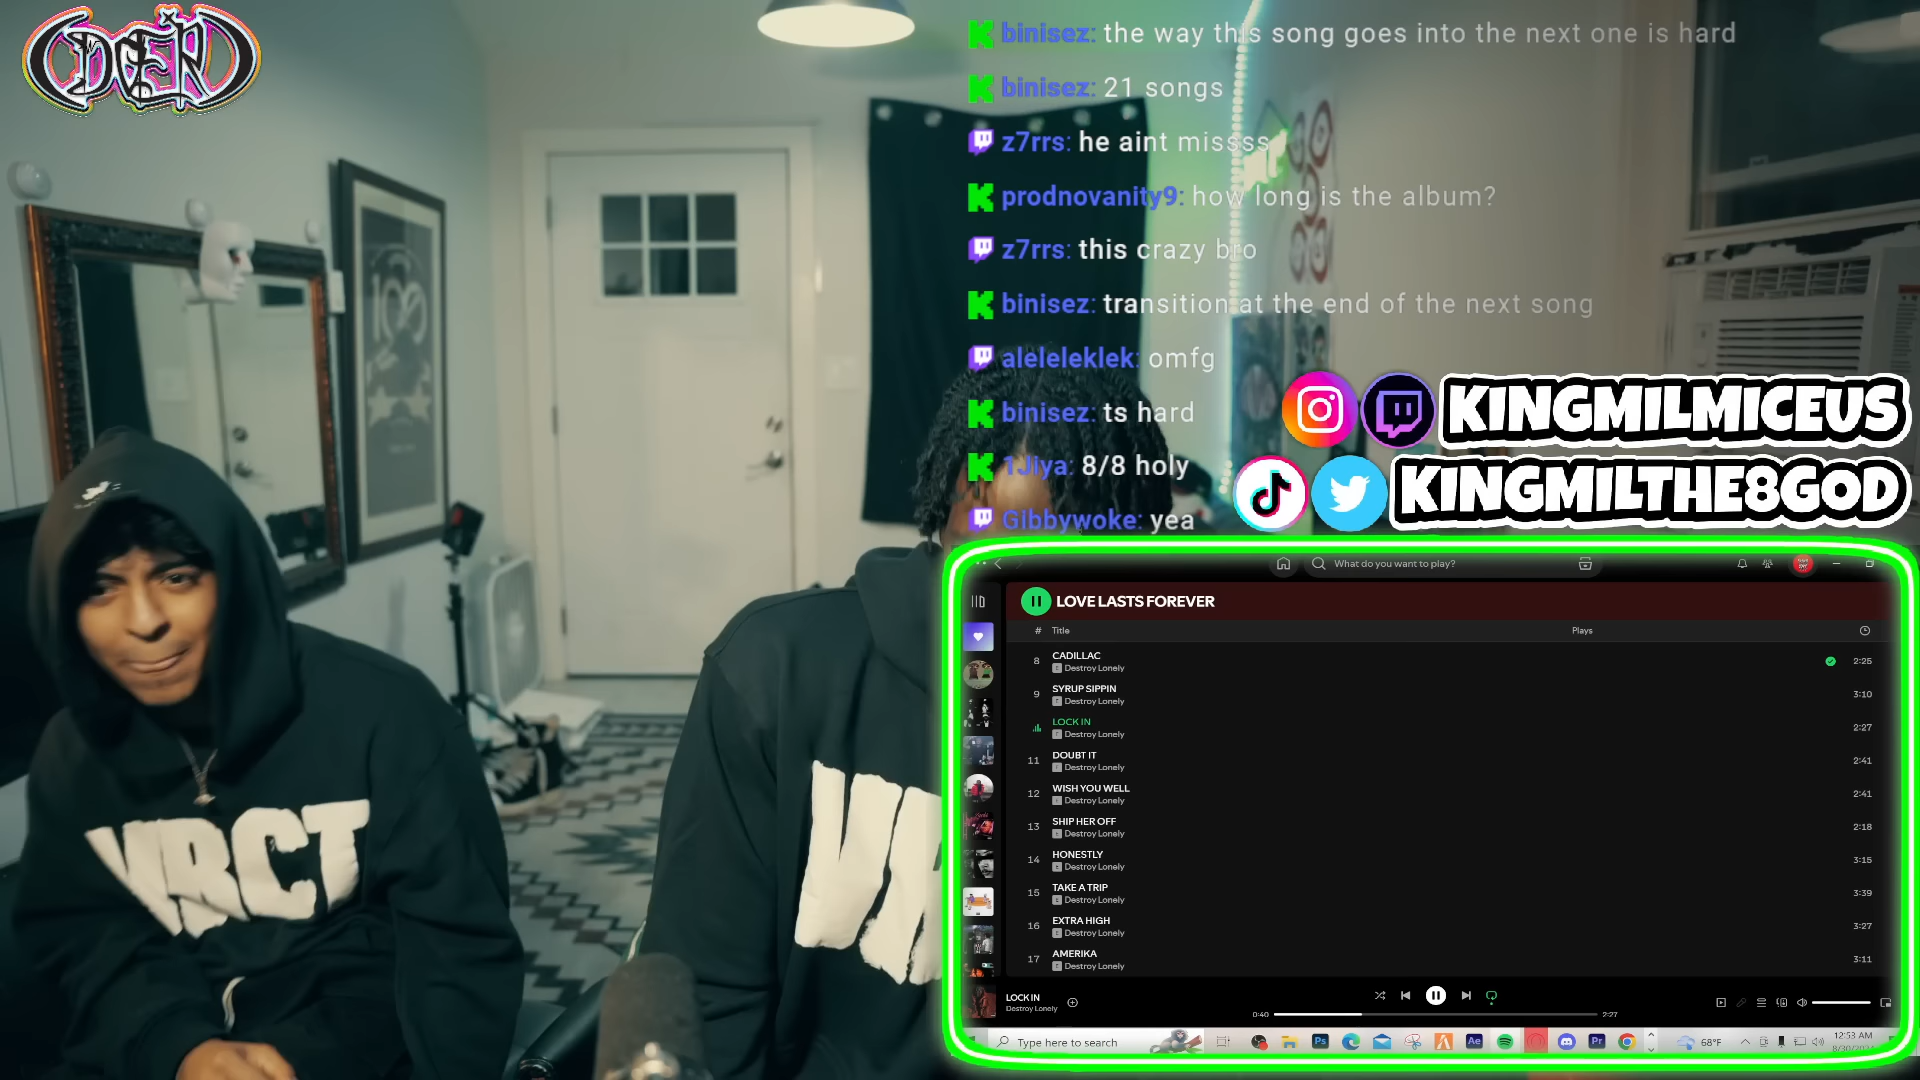 binisez: the way this song goes into the next one is hard
binisez: 21 songs
z7rrs: he aint missss
prodnovanity9: how long is the album?
z7rrs: this crazy bro
binisez: transition at the end of the next song
aleleleklek: omfg
binisez: ts hard
1Jiya: 8/8 holy
Gibbywoke: yea
KINGMILMICEUS
KINGMILTHE8GOD
VRCT
What do you want to play?
LOVE LASTS FOREVER
# Title Plays
8 CADILLAC 2:25
E Destroy Lonely
9 SYRUP SIPPIN 3:10
E Destroy Lonely
LOCK IN 2:27
E Destroy Lonely
11 DOUBT IT 2:41
E Destroy Lonely
12 WISH YOU WELL 2:41
E Destroy Lonely
13 SHIP HER OFF 2:18
E Destroy Lonely
14 HONESTLY 3:15
E Destroy Lonely
15 TAKE A TRIP 3:39
E Destroy Lonely
16 EXTRA HIGH 3:27
E Destroy Lonely
17 AMERIKA 3:11
E Destroy Lonely
LOCK IN
Destroy Lonely
0:40 2:27
Type here to search
Ps Ae Pr
68°F
12:53 AM